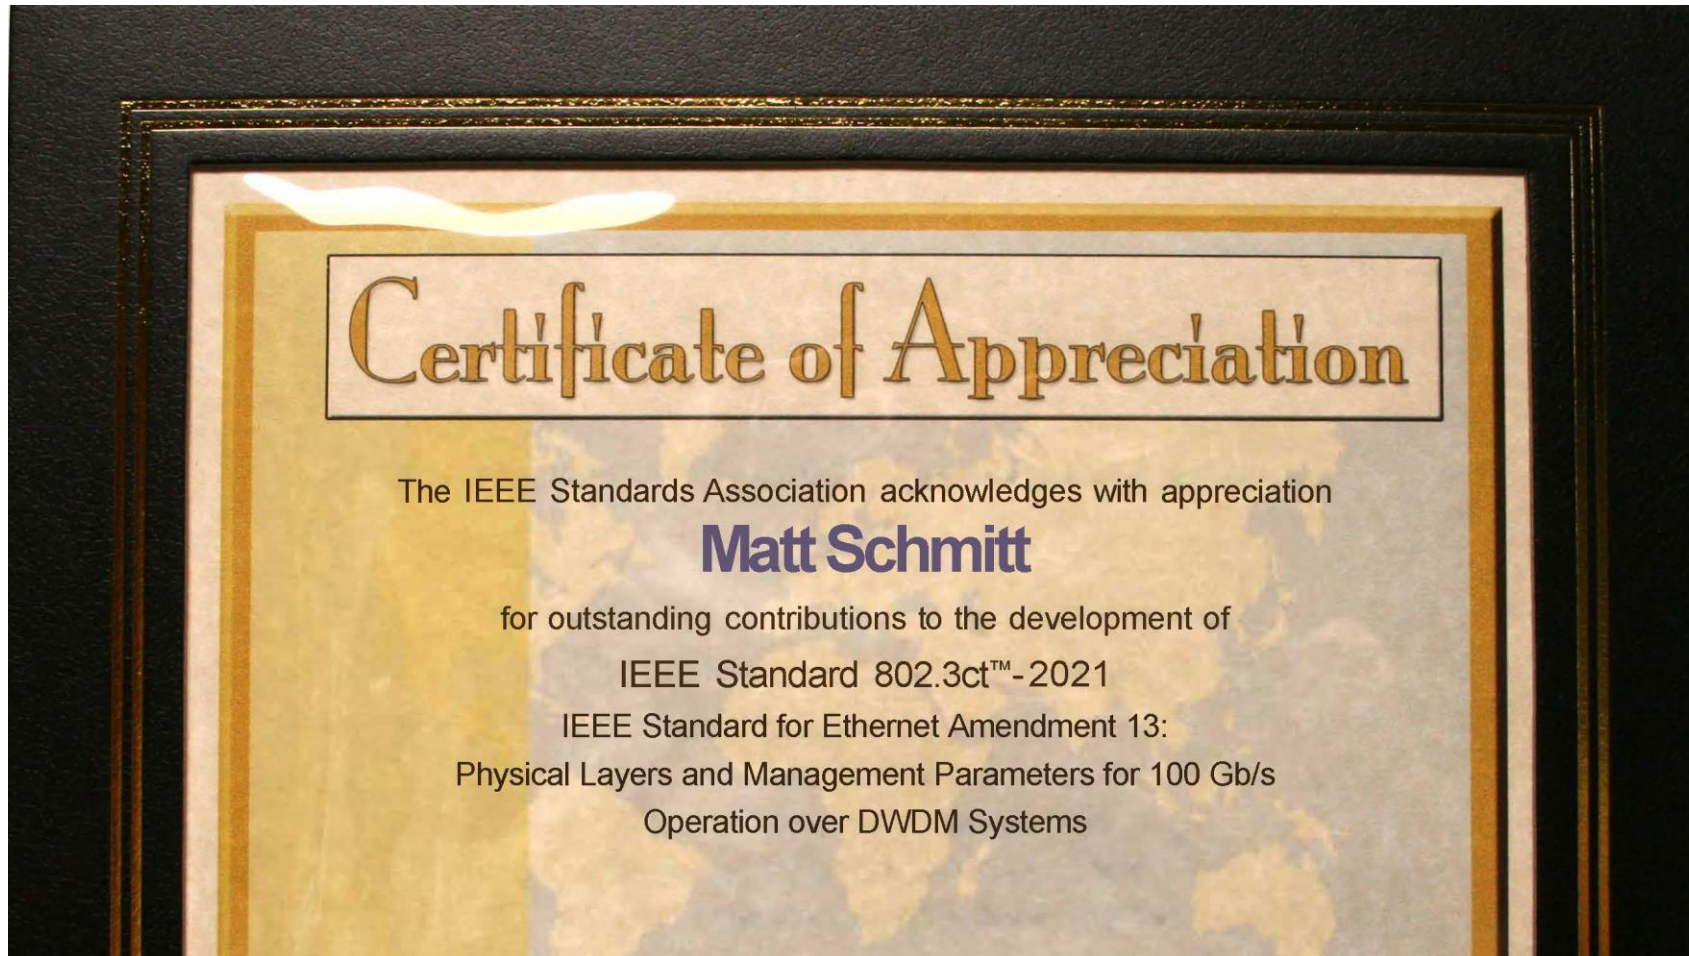 Certificate of Appreciation
The IEEE Standards Association acknowledges with appreciation
Matt Schmitt
for outstanding contributions to the development of
IEEE Standard 802.3ct™-2021
IEEE Standard for Ethernet Amendment 13:
Physical Layers and Management Parameters for 100 Gb/s
Operation over DWDM Systems